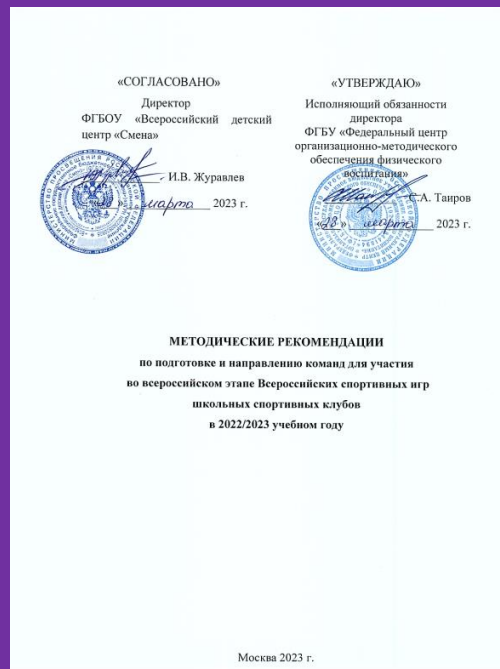 «СОГЛАСОВАНО»
Директор
ФГБОУ «Всероссийский детский
центр «Смена»
И.В. Журавлев
марта 2023 г.
«УТВЕРЖДАЮ»
Исполняющий обязанности
директора
ФГБУ «Федеральный центр
организационно-методического
обеспечения физического
воспитания»
С.А. Таиров
«23» марта 2023 г.
МЕТОДИЧЕСКИЕ РЕКОМЕНДАЦИИ
по подготовке и направлению команд для участия
во всероссийском этапе Всероссийских спортивных игр
школьных спортивных клубов
в 2022/2023 учебном году
Москва 2023 г.